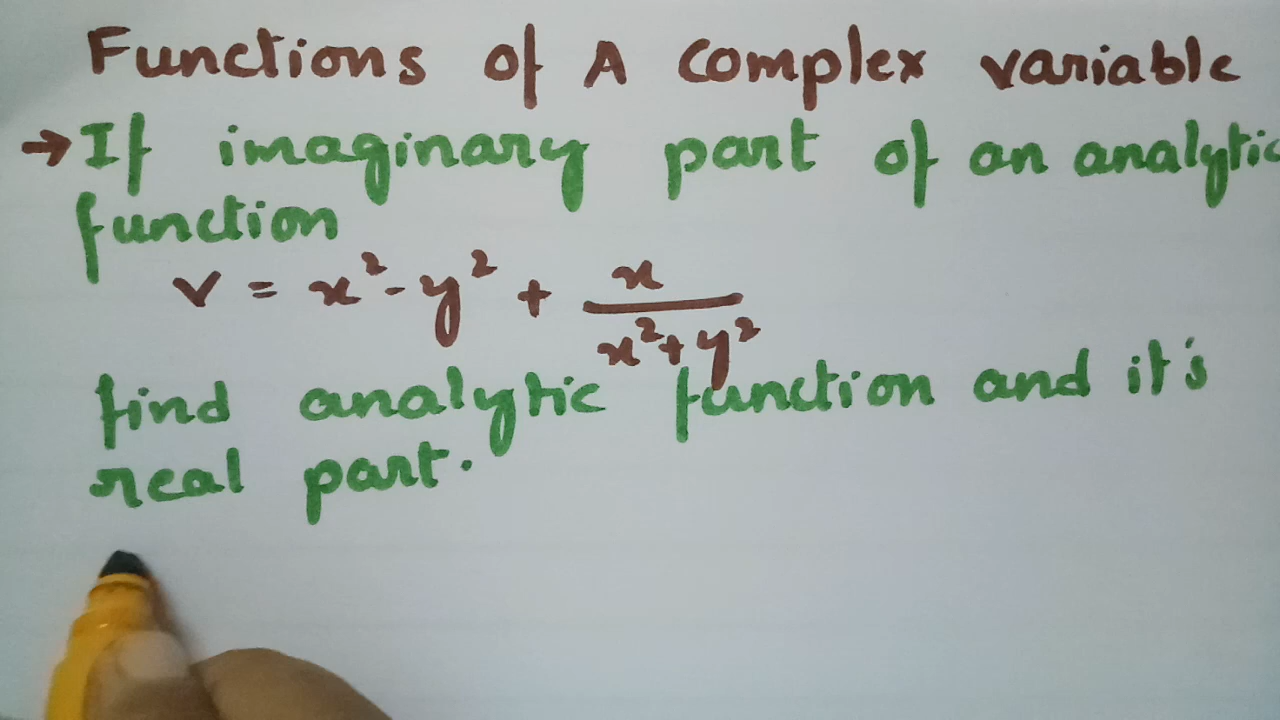 Functions of A complex variable
→ If imaginary part of an analytic
function
v = x² - y² + x / x² + y²
find analytic function and it's
real part.